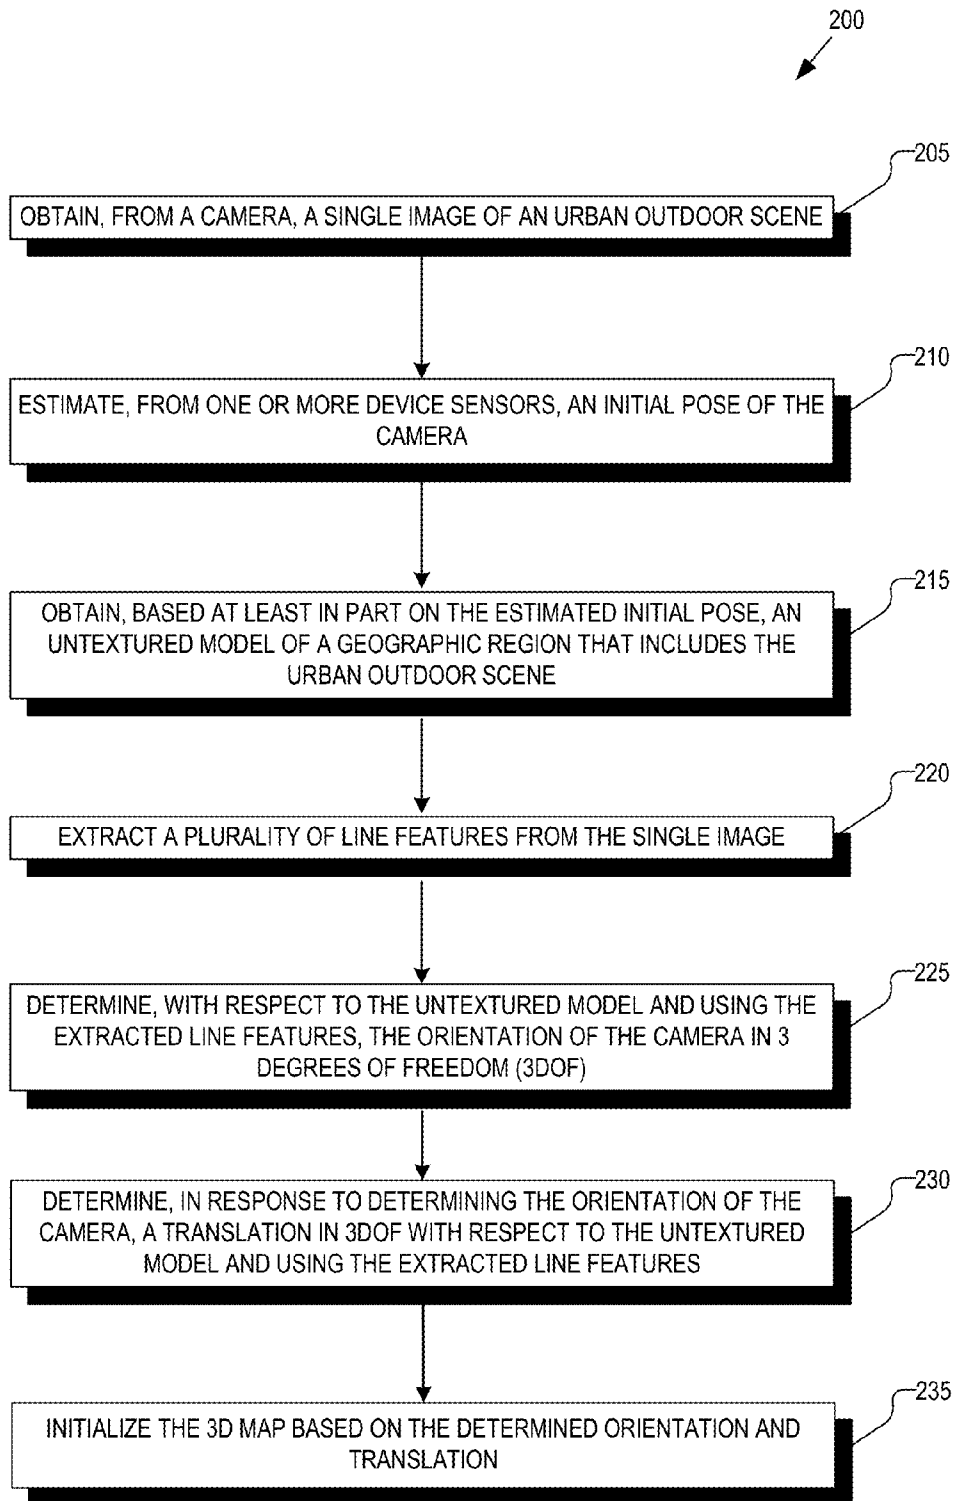 200
205
OBTAIN, FROM A CAMERA, A SINGLE IMAGE OF AN URBAN OUTDOOR SCENE
210
ESTIMATE, FROM ONE OR MORE DEVICE SENSORS, AN INITIAL POSE OF THE
CAMERA
215
OBTAIN, BASED AT LEAST IN PART ON THE ESTIMATED INITIAL POSE, AN
UNTEXTURED MODEL OF A GEOGRAPHIC REGION THAT INCLUDES THE
URBAN OUTDOOR SCENE
220
EXTRACT A PLURALITY OF LINE FEATURES FROM THE SINGLE IMAGE
225
DETERMINE, WITH RESPECT TO THE UNTEXTURED MODEL AND USING THE
EXTRACTED LINE FEATURES, THE ORIENTATION OF THE CAMERA IN 3
DEGREES OF FREEDOM (3DOF)
230
DETERMINE, IN RESPONSE TO DETERMINING THE ORIENTATION OF THE
CAMERA, A TRANSLATION IN 3DOF WITH RESPECT TO THE UNTEXTURED
MODEL AND USING THE EXTRACTED LINE FEATURES
235
INITIALIZE THE 3D MAP BASED ON THE DETERMINED ORIENTATION AND
TRANSLATION